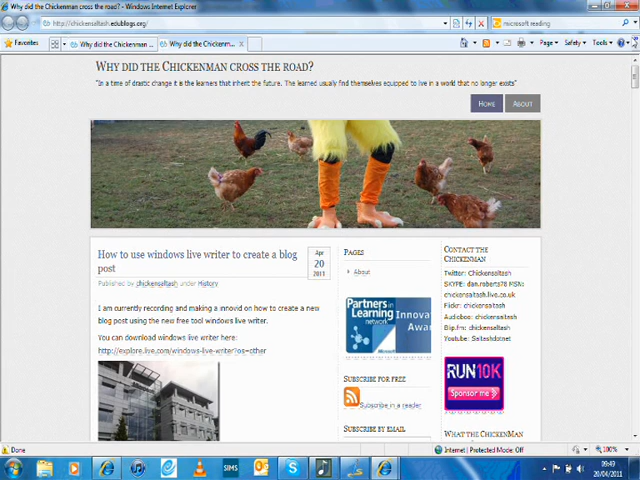 Why did the Chickenman cross the road? - Windows Internet Explorer
http://chickensaltash.edublogs.org/
microsoft reading
Favorites
Why did the Chickenman ...
Why did the Chickenm...
Page
Safety
Tools
Why did the Chickenman cross the road?
"In a time of drastic change it is the learners that inherit the future. The learned usually find themselves equipped to live in a world that no longer exists"
Home
About
How to use windows live writer to create a blog
post
Apr
20
2011
Published by chickensaltash under History
I am currently recording and making a innovid on how to create a new
blog post using the new free tool windows live writer.
You can download windows live writer here:
http://explore.live.com/windows-live-writer?os=other
Pages
About
Partners in
Learning
network
Innova
Awar
Microsoft
Subscribe for free
Subscribe in a reader
Subscribe by email
Contact the
Chickenman
Twitter: Chickensaltash
SKYPE: dan.roberts78 MSN:
chickensaltash.live.co.uk
Flickr: chickensaltash
Audioboo: chickensaltash
Bip.fm: chickensaltash
Youtube: Saltashdotnet
RUN10K
Sponsor me
What the ChickenMan
Done
Internet | Protected Mode: Off
100%
SIMS
09:49
20/04/2011